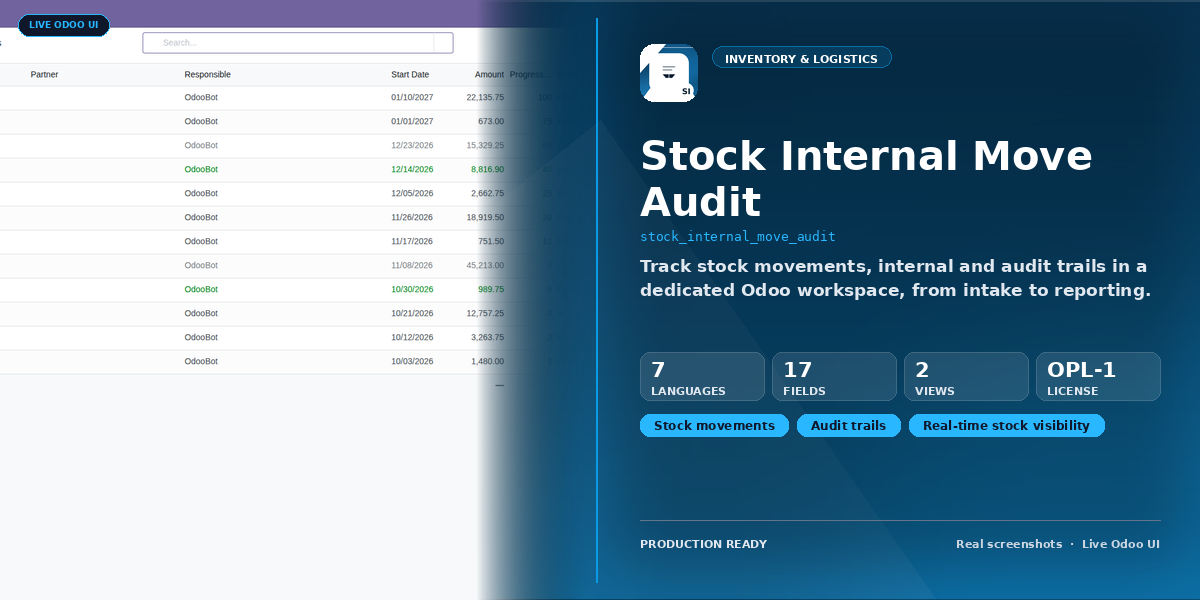 LIVE ODOO UI
Search...
Partner Responsible Start Date Amount Progress
OdooBot 01/10/2027 22,135.75
OdooBot 01/01/2027 673.00
OdooBot 12/23/2026 15,329.25
OdooBot 12/14/2026 8,816.90
OdooBot 12/05/2026 2,662.75
OdooBot 11/26/2026 18,919.50
OdooBot 11/17/2026 751.50
OdooBot 11/08/2026 45,213.00
OdooBot 10/30/2026 989.75
OdooBot 10/21/2026 12,757.25
OdooBot 10/12/2026 3,263.75
OdooBot 10/03/2026 1,480.00
—
SI
INVENTORY & LOGISTICS
Stock Internal Move
Audit
stock_internal_move_audit
Track stock movements, internal and audit trails in a
dedicated Odoo workspace, from intake to reporting.
7 17 2 OPL-1
LANGUAGES FIELDS VIEWS LICENSE
Stock movements Audit trails Real-time stock visibility
PRODUCTION READY Real screenshots · Live Odoo UI